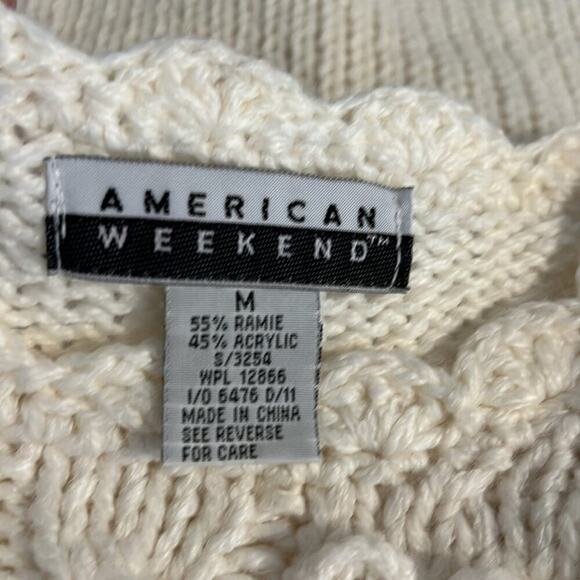 AMERICAN
WEEKEND™
M
55% RAMIE
45% ACRYLIC
S/3254
WPL 12866
I/O 6476 D/11
MADE IN CHINA
SEE REVERSE
FOR CARE